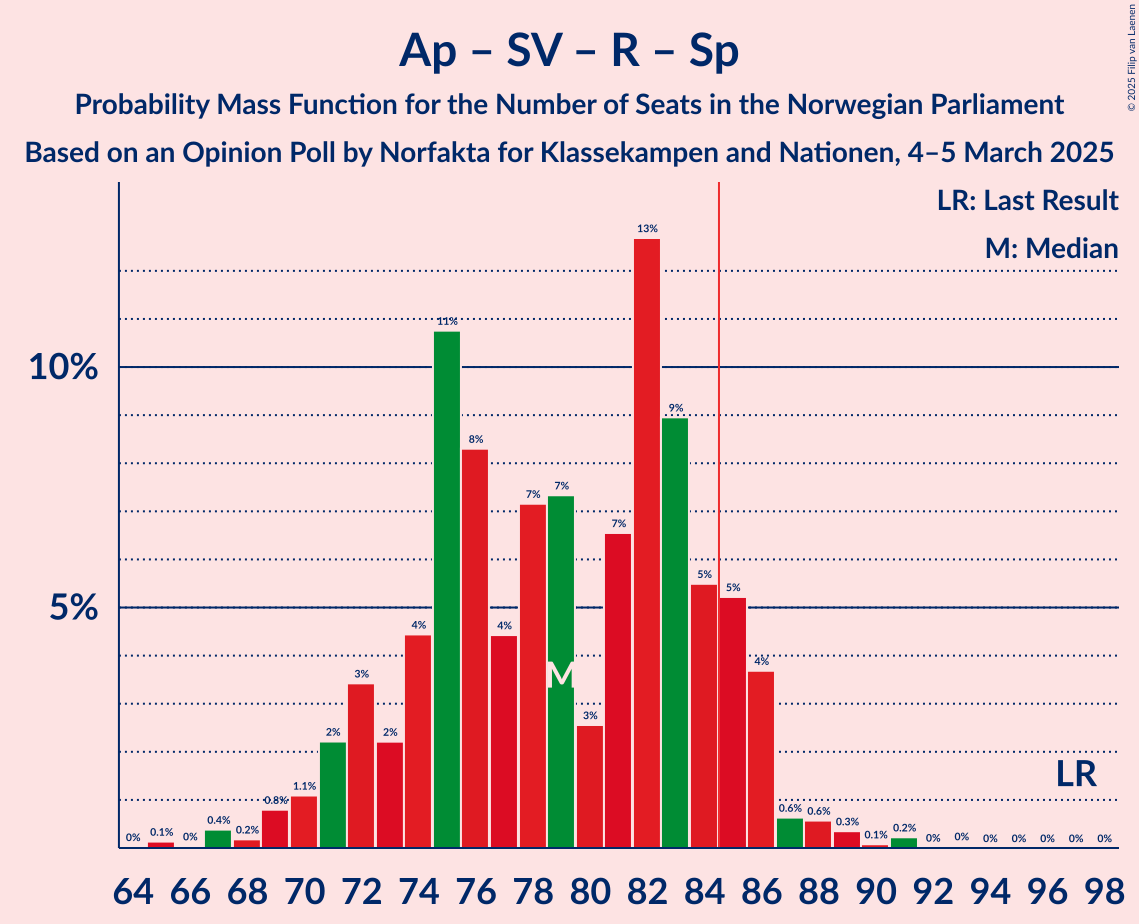 Ap – SV – R – Sp
Probability Mass Function for the Number of Seats in the Norwegian Parliament
Based on an Opinion Poll by Norfakta for Klassekampen and Nationen, 4–5 March 2025
© 2025 Filip van Laenen
LR: Last Result
M: Median
10%
5%
0% 0.1% 0% 0.4% 0.2% 0.8% 1.1% 2% 3% 2% 4% 11% 8% 4% 7% 7% 3% 7% 13% 9% 5% 5% 4% 0.6% 0.6% 0.3% 0.1% 0.2% 0% 0% 0% 0% 0% 0% 0%
M
LR
64 66 68 70 72 74 76 78 80 82 84 86 88 90 92 94 96 98